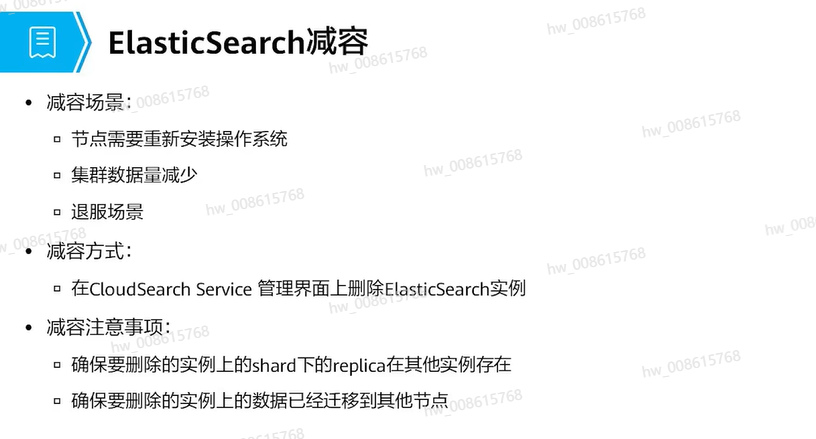 ElasticSearch减容
• 减容场景：
▫ 节点需要重新安装操作系统
▫ 集群数据量减少
▫ 退服场景
• 减容方式：
▫ 在CloudSearch Service 管理界面上删除ElasticSearch实例
• 减容注意事项：
▫ 确保要删除的实例上的shard下的replica在其他实例存在
▫ 确保要删除的实例上的数据已经迁移到其他节点
hw_008615768
hw_008615768
hw_008615768
hw_008615768
hw_008615768
hw_008615768
hw_008615768
hw_008615768
hw_008615768
hw_008615768
hw_008615768